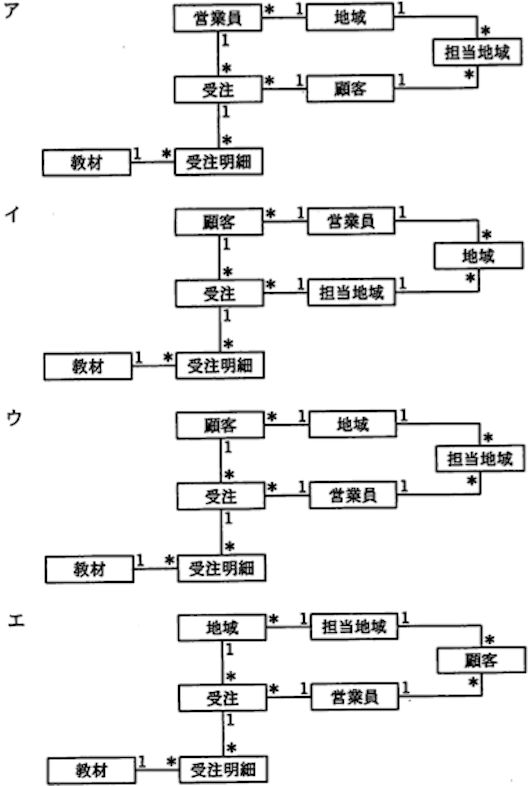 ア
営業員 * 1 地域 1
1 * 担当地域
* *
受注 * 1 顧客 1
1
*
教材 1 * 受注明細
イ
顧客 * 1 営業員 1
1 * 地域
* *
受注 * 1 担当地域 1
1
*
教材 1 * 受注明細
ウ
顧客 * 1 地域 1
1 * 担当地域
* *
受注 * 1 営業員 1
1
*
教材 1 * 受注明細
エ
地域 * 1 担当地域 1
1 * 顧客
* *
受注 * 1 営業員 1
1
*
教材 1 * 受注明細